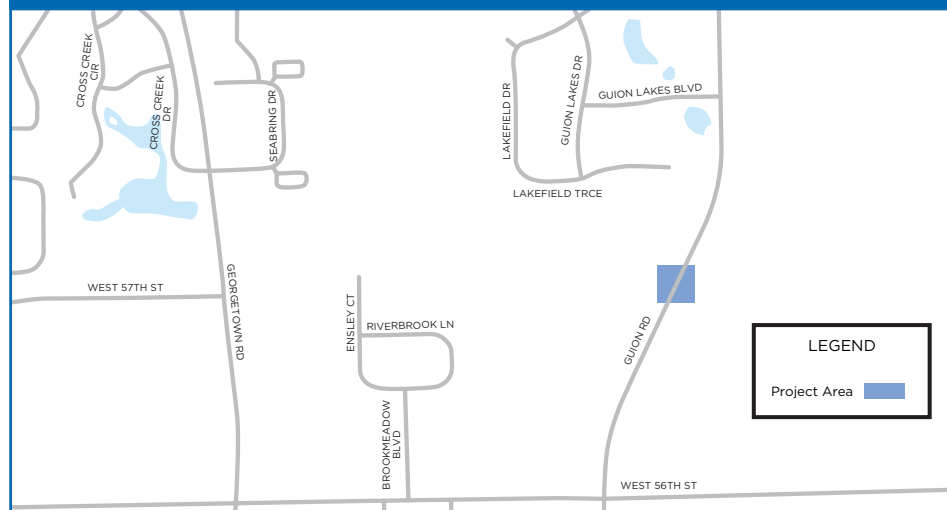 CROSS CREEK
CIR
CROSS CREEK
DR
SEABRING DR
LAKEFIELD DR
GUION LAKES DR
GUION LAKES BLVD
LAKEFIELD TRCE
WEST 57TH ST
GEORGETOWN RD
ENSLEY CT
RIVERBROOK LN
GUION RD
LEGEND
Project Area
BROOKMEADOW
BLVD
WEST 56TH ST